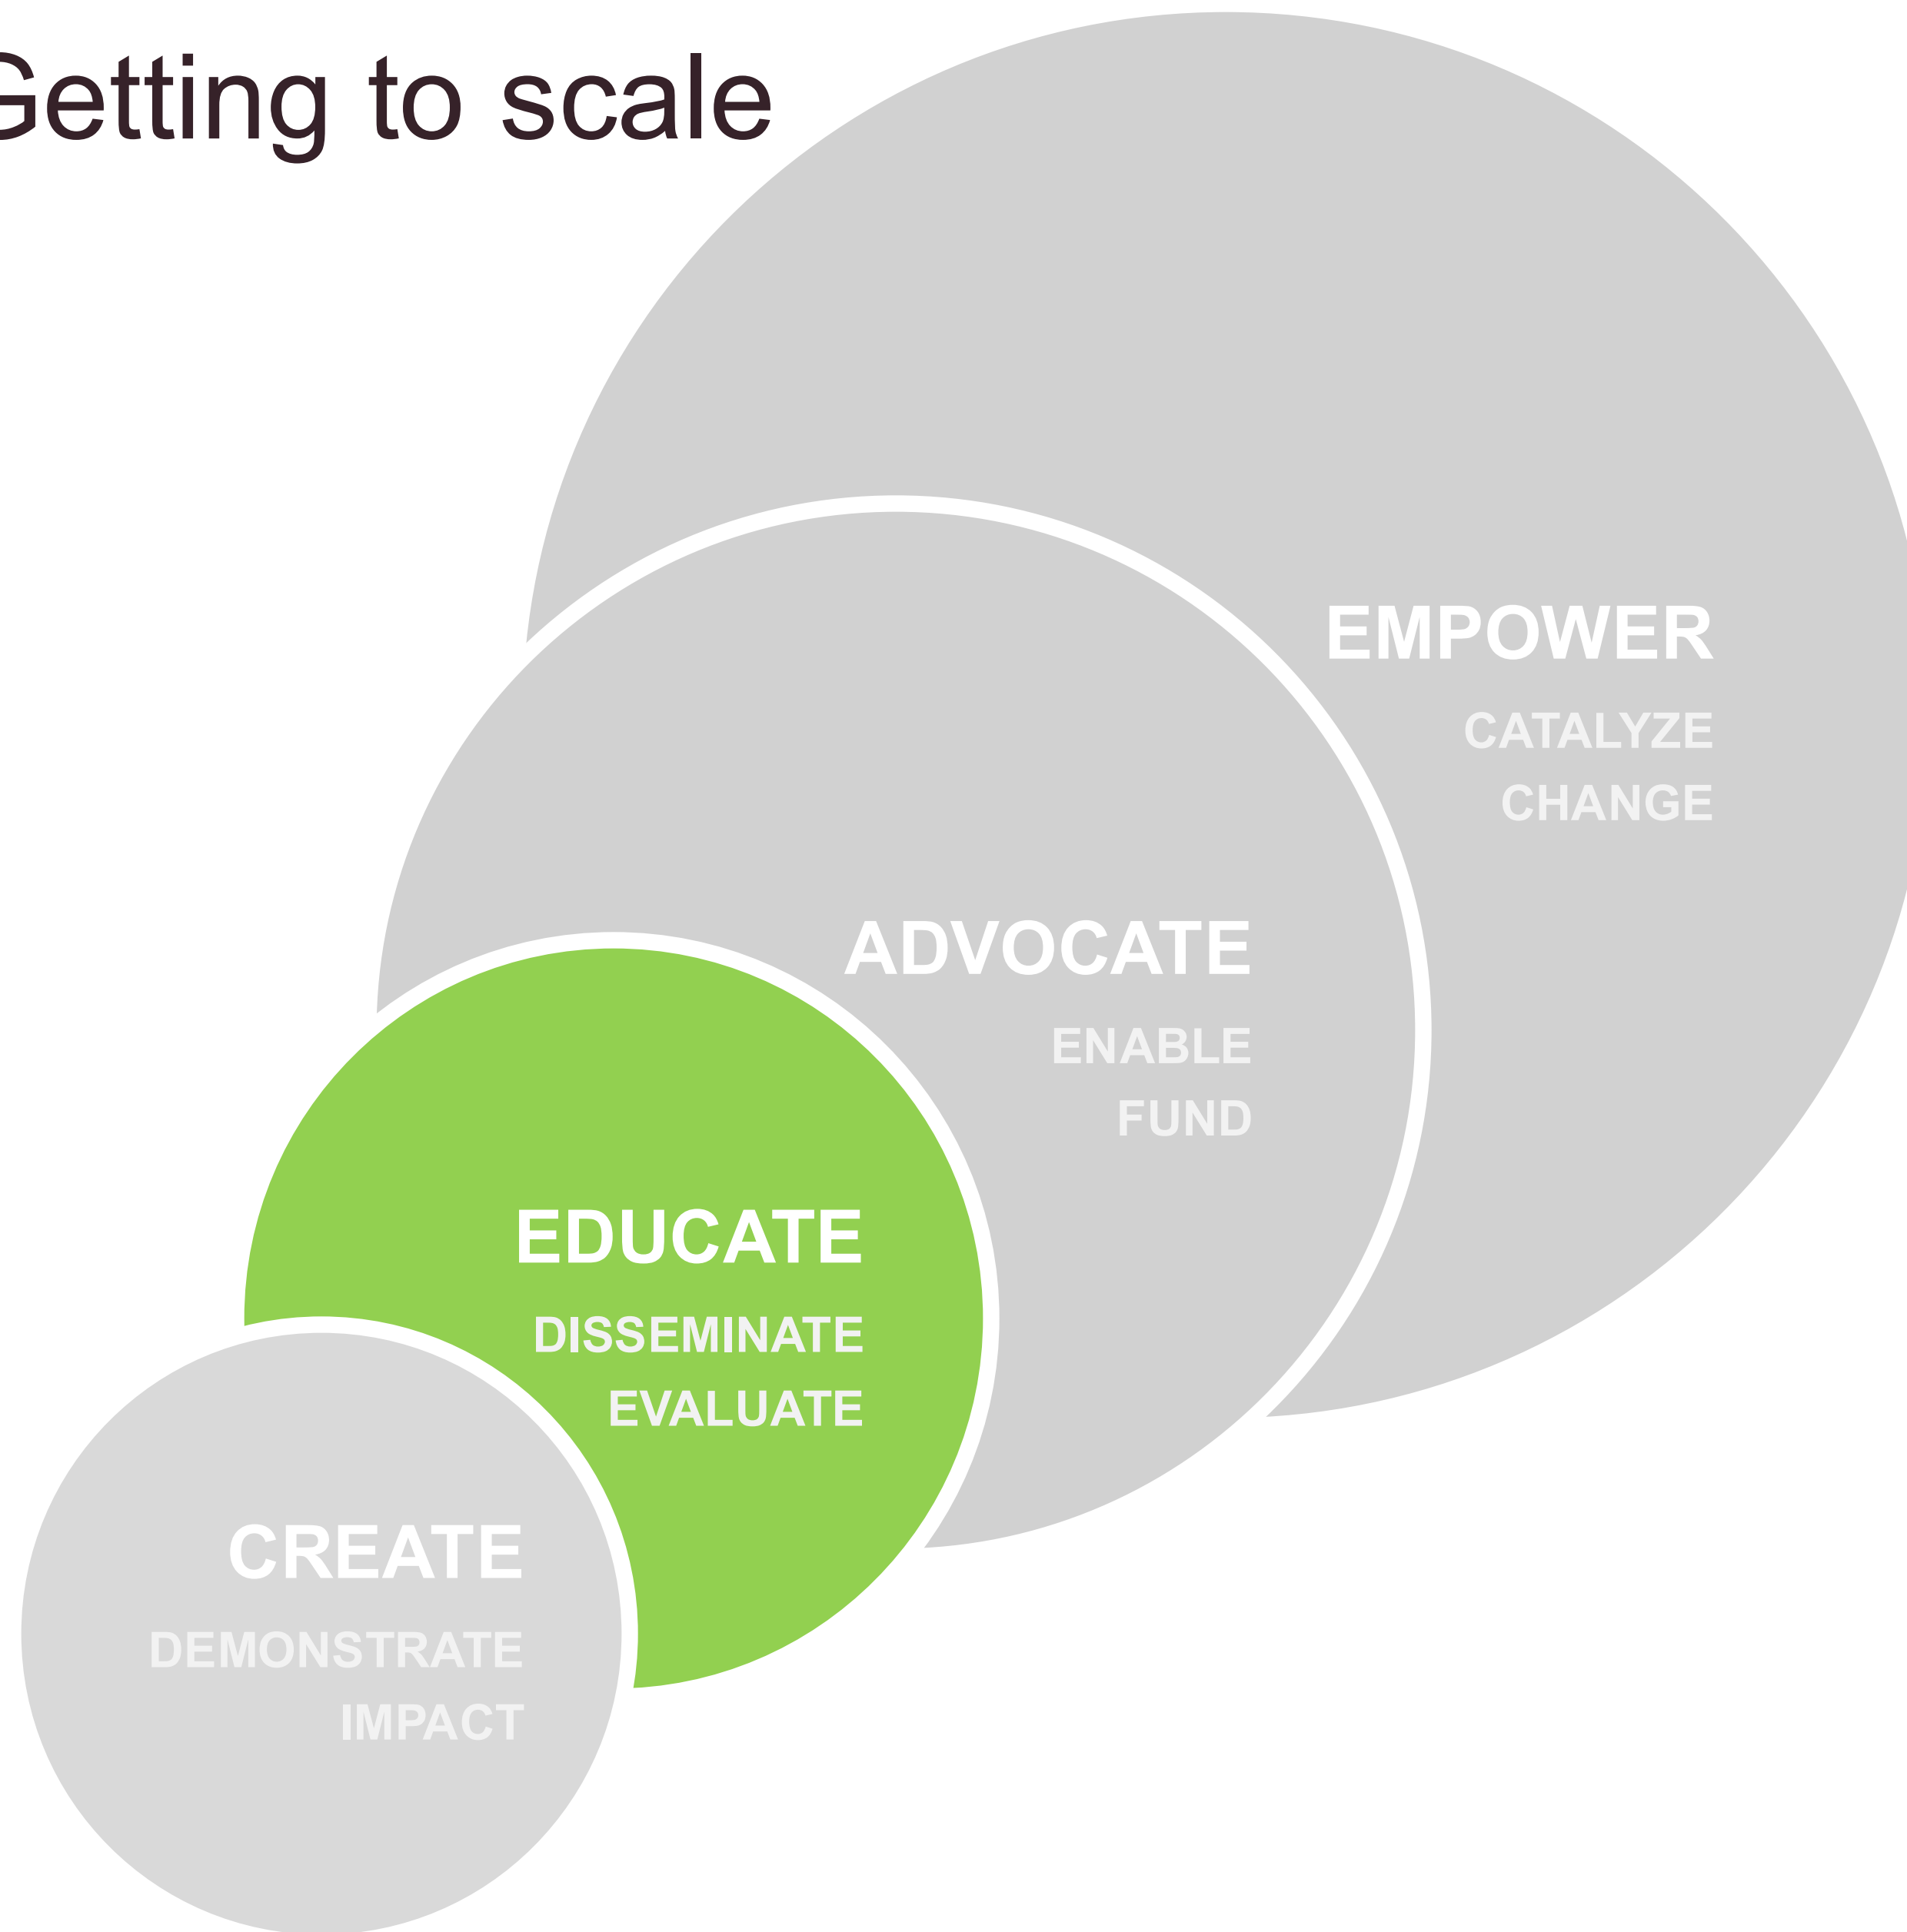 Getting to scale
EMPOWER
CATALYZE
CHANGE
ADVOCATE
ENABLE
FUND
EDUCATE
DISSEMINATE
EVALUATE
CREATE
DEMONSTRATE
IMPACT